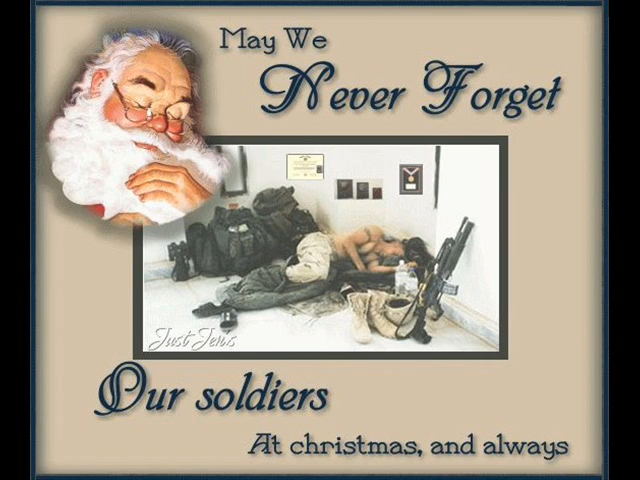 May We
Never Forget
Just Jen's
Our soldiers
At christmas, and always